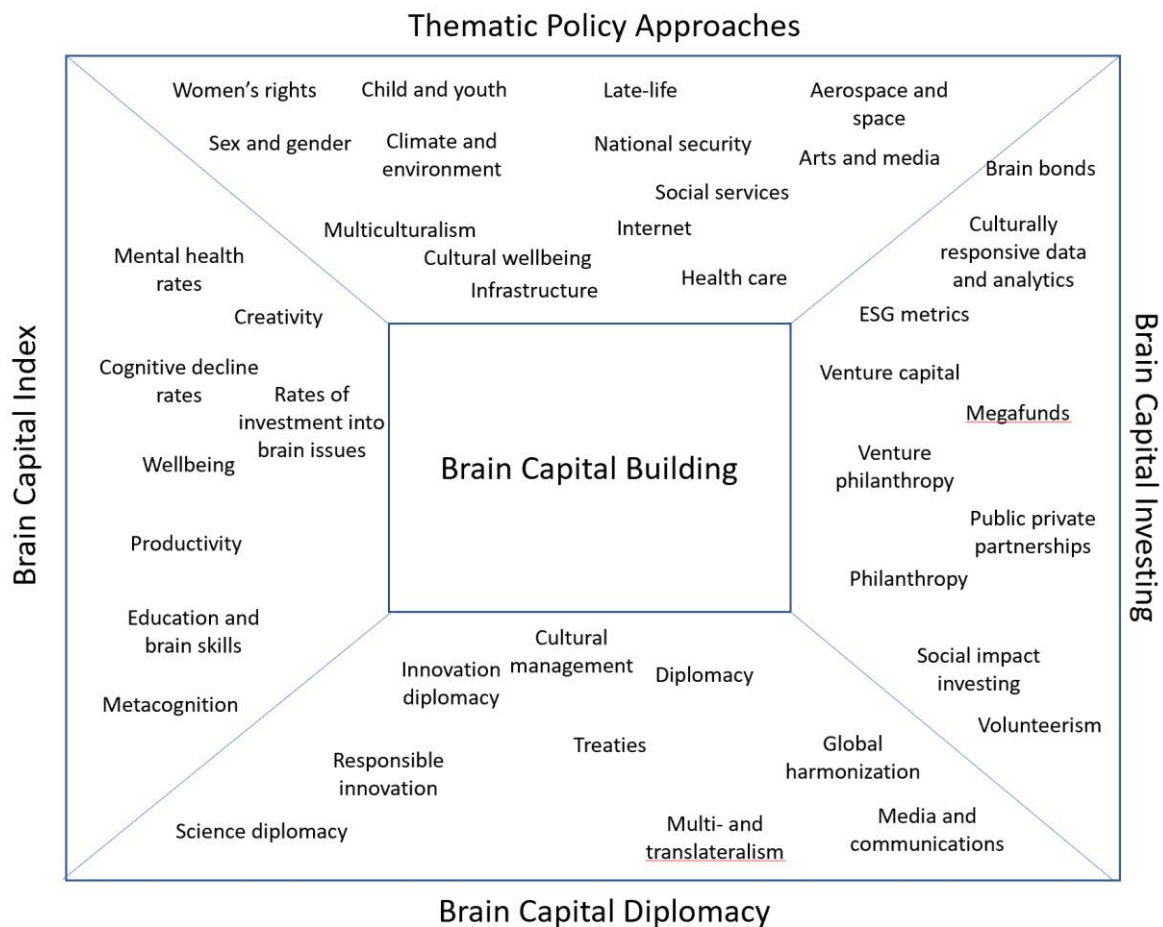 Thematic Policy Approaches
Women's rights
Child and youth
Late-life
Aerospace and
space
Sex and gender
Climate and
environment
National security
Arts and media
Social services
Multiculturalism
Internet
Cultural wellbeing
Infrastructure
Health care
Brain Capital Index
Mental health
rates
Creativity
Cognitive decline
rates
Rates of
investment into
brain issues
Wellbeing
Productivity
Education and
brain skills
Metacognition
Brain Capital Building
Brain bonds
Culturally
responsive data
and analytics
ESG metrics
Venture capital
Megafunds
Venture
philanthropy
Public private
partnerships
Philanthropy
Social impact
investing
Volunteerism
Brain Capital Investing
Cultural
management
Innovation
diplomacy
Diplomacy
Treaties
Global
harmonization
Responsible
innovation
Science diplomacy
Multi- and
translateralism
Media and
communications
Brain Capital Diplomacy